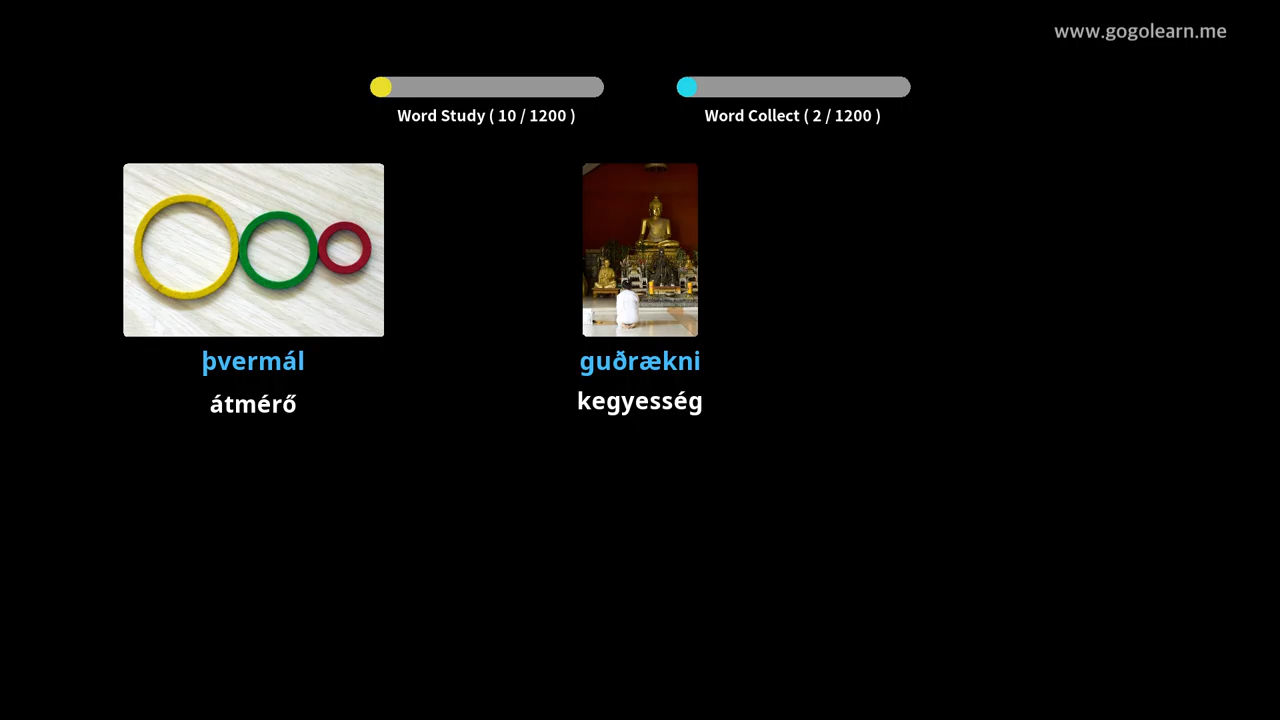 www.gogolearn.me
Word Study ( 10 / 1200 )
Word Collect ( 2 / 1200 )
þvermál
átmérő
guðrækni
kegyesség